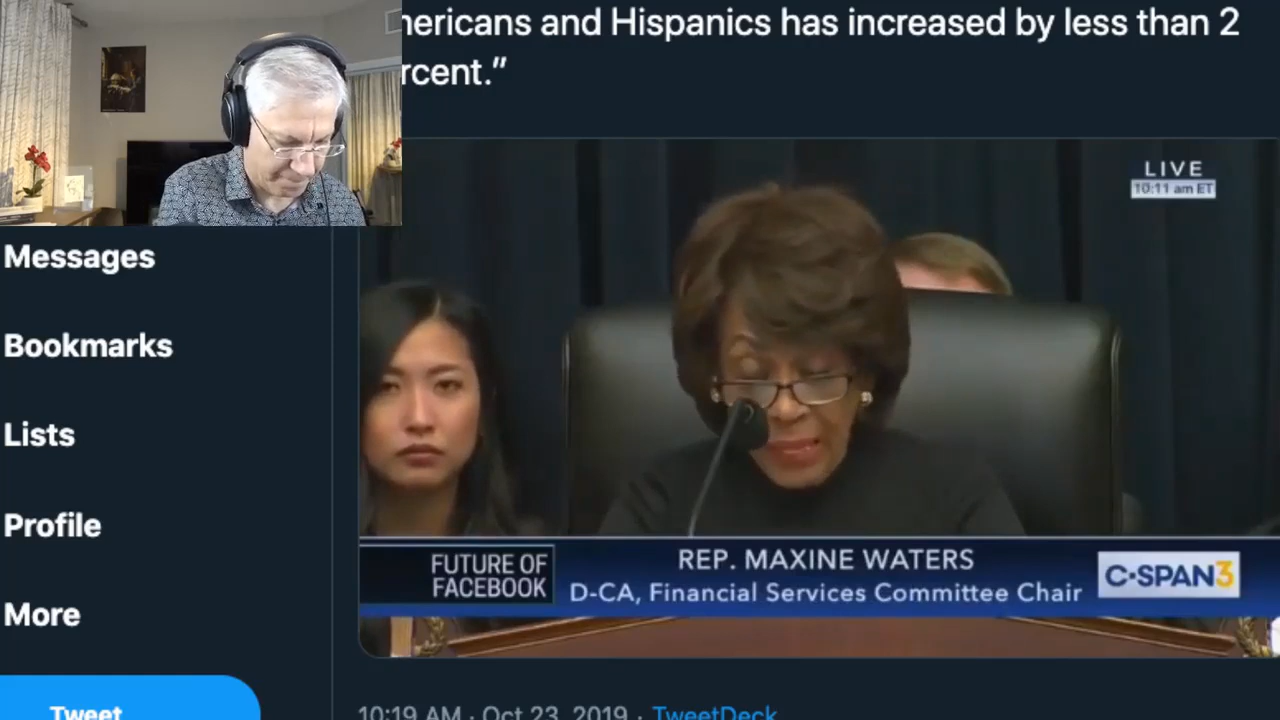 mericans and Hispanics has increased by less than 2
rcent.”
LIVE
10:11 am ET
Messages
Bookmarks
Lists
Profile
More
Tweet
FUTURE OF
FACEBOOK
REP. MAXINE WATERS
D-CA, Financial Services Committee Chair
C-SPAN3
10:19 AM · Oct 23, 2019 · TweetDeck